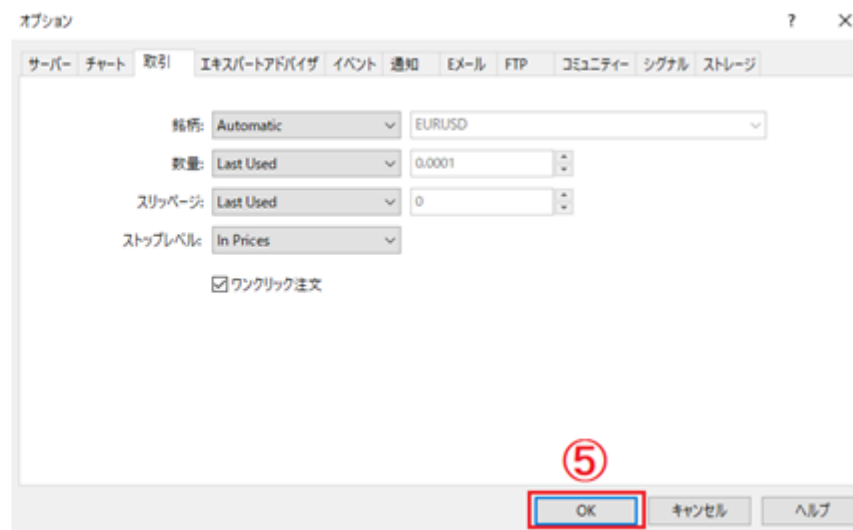 オプション ? ×
サーバー チャート 取引 エキスパートアドバイザ イベント 通知 Eメール FTP コミュニティー シグナル ストレージ
銘柄: Automatic EURUSD
数量: Last Used 0.0001
スリッページ: Last Used 0
ストップレベル: In Prices
ワンクリック注文
⑤
OK キャンセル ヘルプ